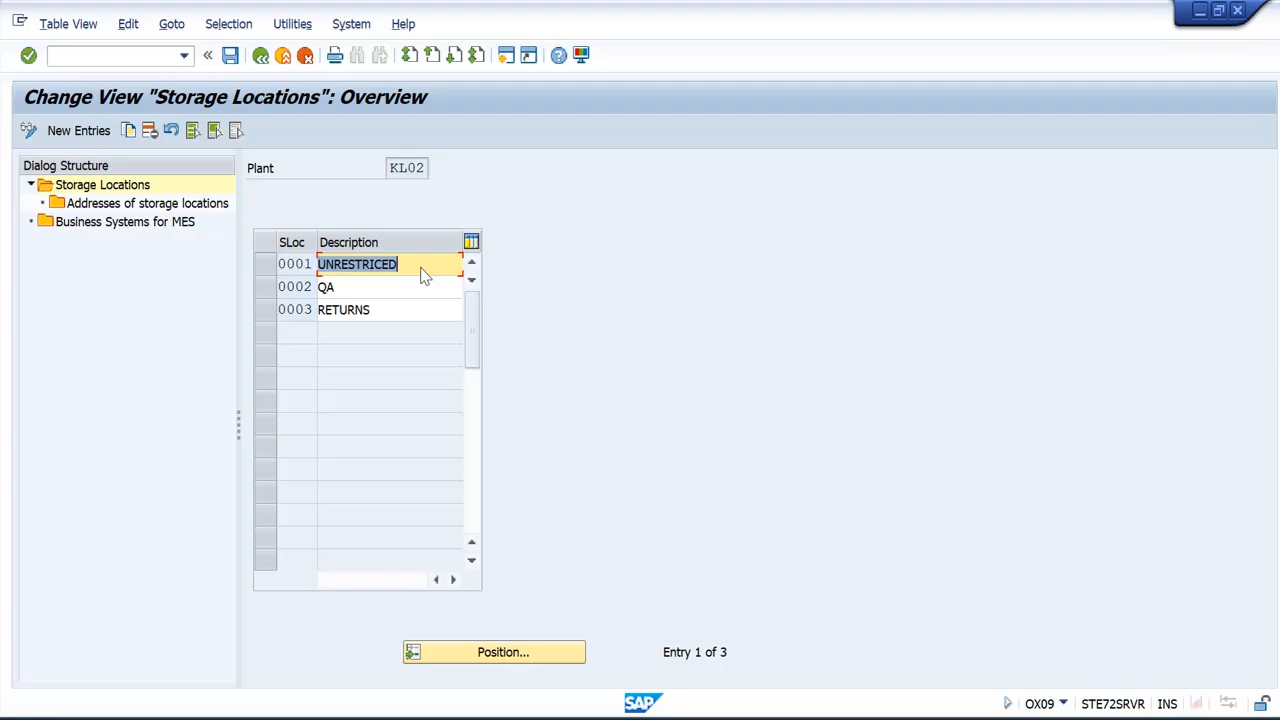 Table View Edit Goto Selection Utilities System Help
Change View "Storage Locations": Overview
New Entries
Dialog Structure
Storage Locations
Addresses of storage locations
Business Systems for MES
Plant KL02
SLoc Description
0001 UNRESTRICED
0002 QA
0003 RETURNS
Position... Entry 1 of 3
SAP OX09 STE72SRVR INS